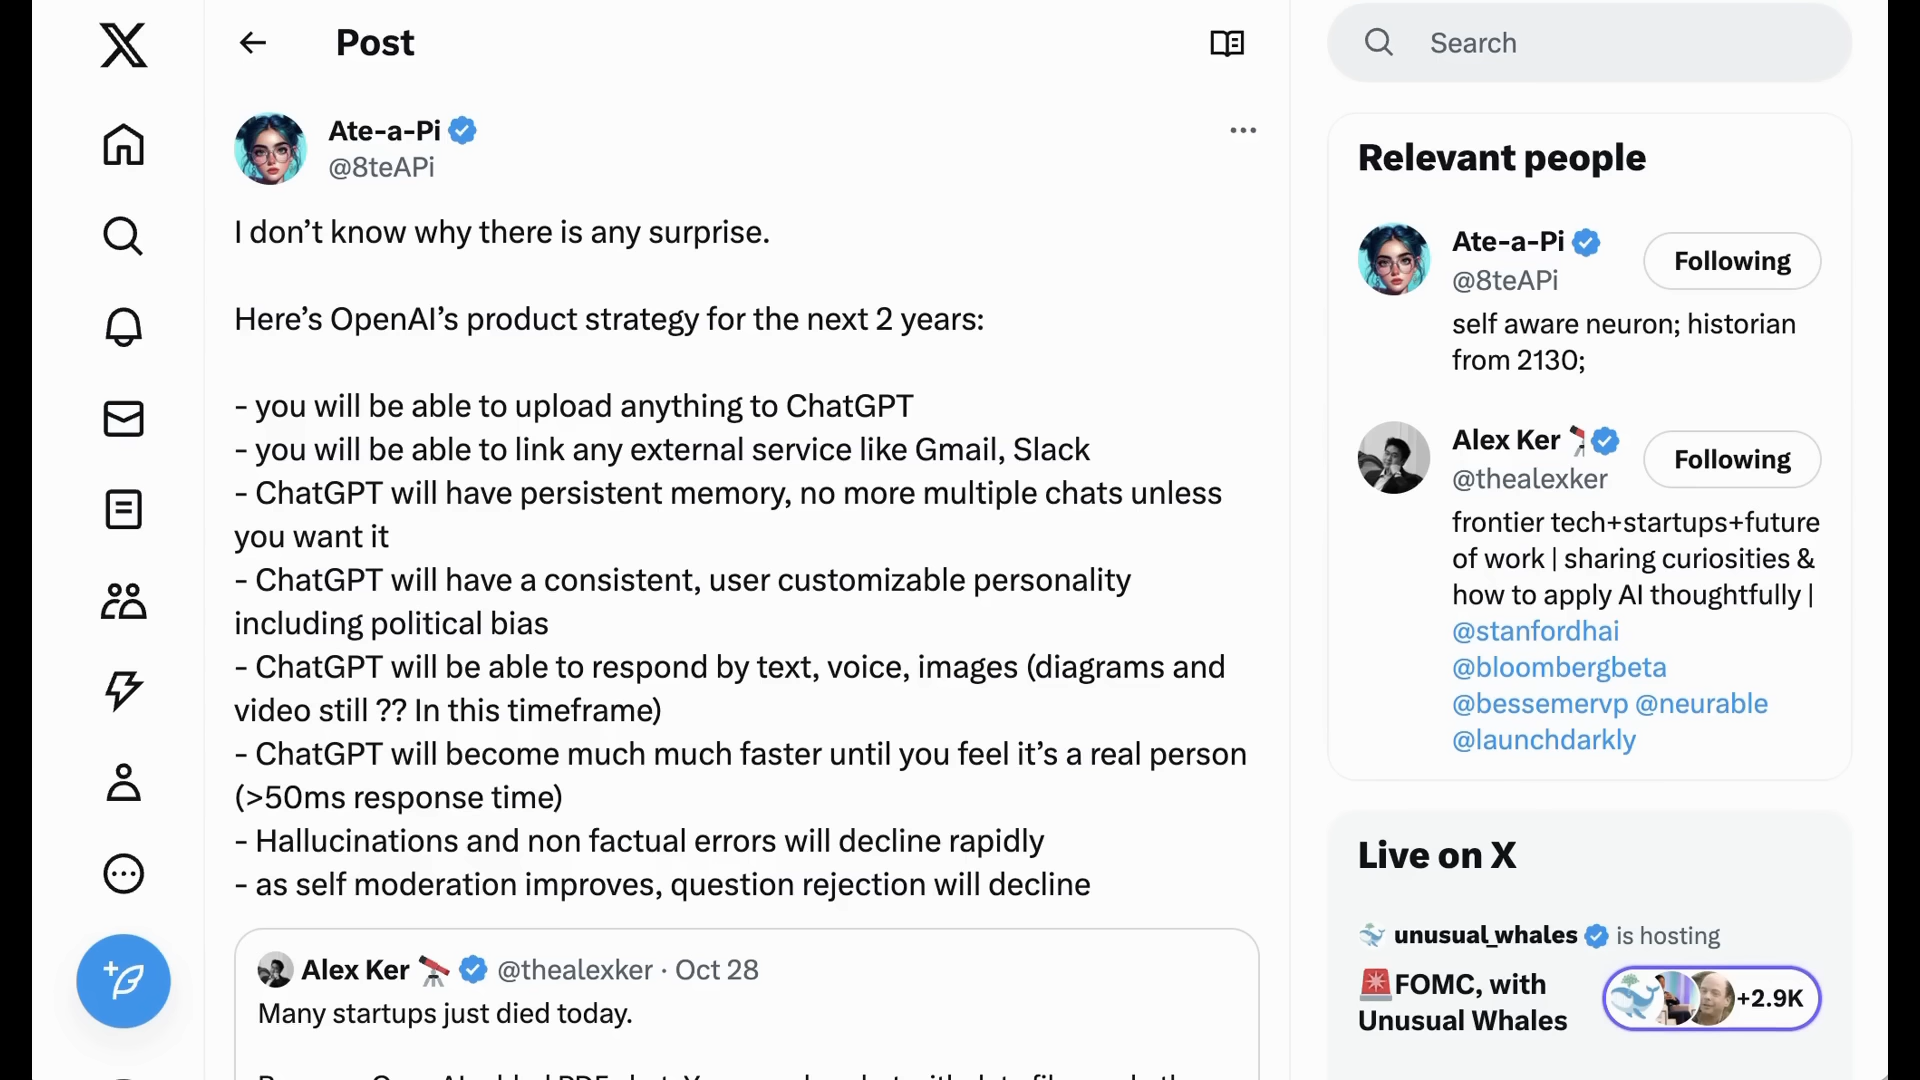 Post
Search
Ate-a-Pi
@8teAPi
I don’t know why there is any surprise.
Here’s OpenAI’s product strategy for the next 2 years:
- you will be able to upload anything to ChatGPT
- you will be able to link any external service like Gmail, Slack
- ChatGPT will have persistent memory, no more multiple chats unless
you want it
- ChatGPT will have a consistent, user customizable personality
including political bias
- ChatGPT will be able to respond by text, voice, images (diagrams and
video still ?? In this timeframe)
- ChatGPT will become much much faster until you feel it’s a real person
(>50ms response time)
- Hallucinations and non factual errors will decline rapidly
- as self moderation improves, question rejection will decline
Alex Ker 🔭 @thealexker · Oct 28
Many startups just died today.
Relevant people
Ate-a-Pi
Following
@8teAPi
self aware neuron; historian
from 2130;
Alex Ker 🔭
Following
@thealexker
frontier tech+startups+future
of work | sharing curiosities &
how to apply AI thoughtfully |
@stanfordhai
@bloombergbeta
@bessemervp @neurable
@launchdarkly
Live on X
unusual_whales is hosting
🚨FOMC, with
Unusual Whales
+2.9K